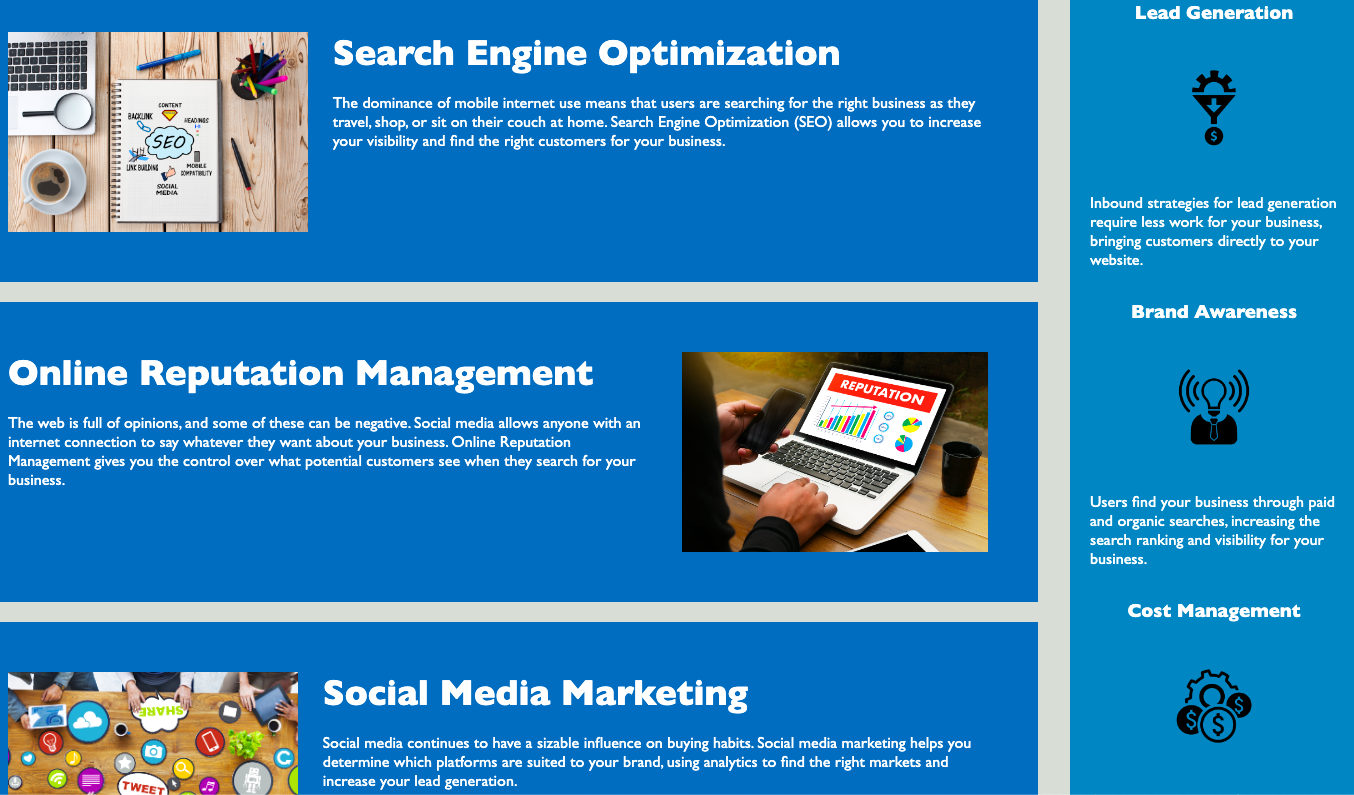 Search Engine Optimization
The dominance of mobile internet use means that users are searching for the right business as they
travel, shop, or sit on their couch at home. Search Engine Optimization (SEO) allows you to increase
your visibility and find the right customers for your business.
CONTENT
BACKLINK
HEADINGS
SEO
LINK BUILDING
MOBILE
COMPATIBILITY
SOCIAL
MEDIA
Online Reputation Management
The web is full of opinions, and some of these can be negative. Social media allows anyone with an
internet connection to say whatever they want about your business. Online Reputation
Management gives you the control over what potential customers see when they search for your
business.
REPUTATION
Social Media Marketing
Social media continues to have a sizable influence on buying habits. Social media marketing helps you
determine which platforms are suited to your brand, using analytics to find the right markets and
increase your lead generation.
SHARE
TWEET
Lead Generation
$
Inbound strategies for lead generation
require less work for your business,
bringing customers directly to your
website.
Brand Awareness
Users find your business through paid
and organic searches, increasing the
search ranking and visibility for your
business.
Cost Management
$ $ $